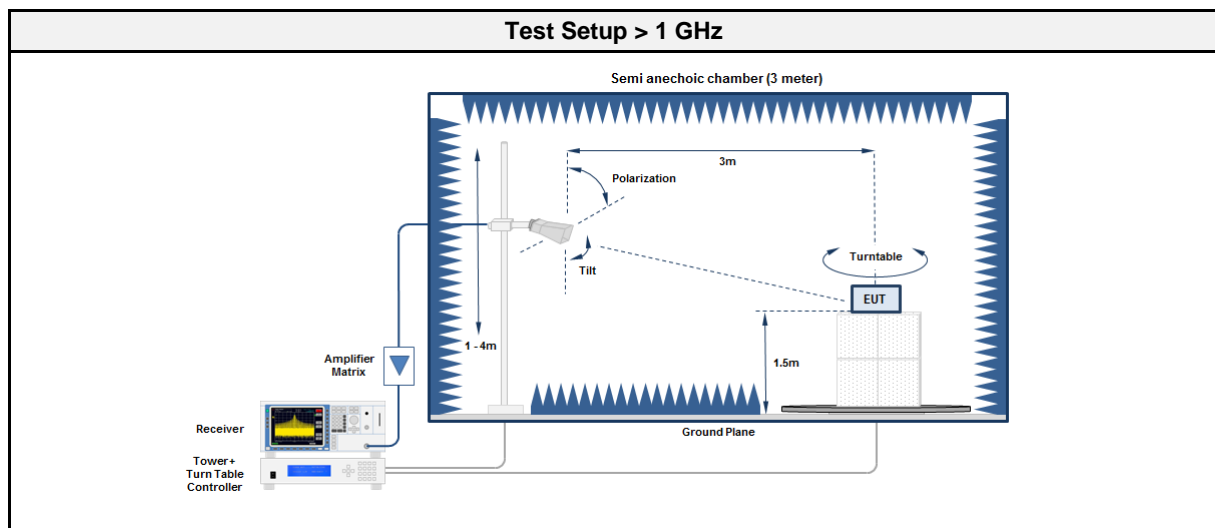 Test Setup > 1 GHz
Semi anechoic chamber (3 meter)
3m
Polarization
Tilt
Turntable
EUT
1 - 4m
1.5m
Amplifier
Matrix
Receiver
Ground Plane
Tower+
Turn Table
Controller